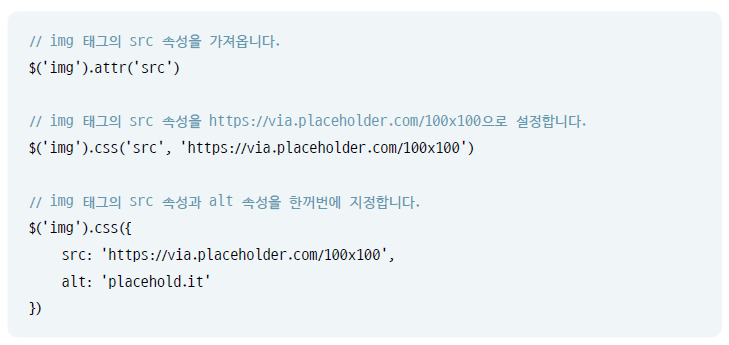 // img 태그의 src 속성을 가져옵니다.
$('img').attr('src')
// img 태그의 src 속성을 https://via.placeholder.com/100x100으로 설정합니다.
$('img').css('src', 'https://via.placeholder.com/100x100')
// img 태그의 src 속성과 alt 속성을 한꺼번에 지정합니다.
$('img').css({
    src: 'https://via.placeholder.com/100x100',
    alt: 'placehold.it'
})